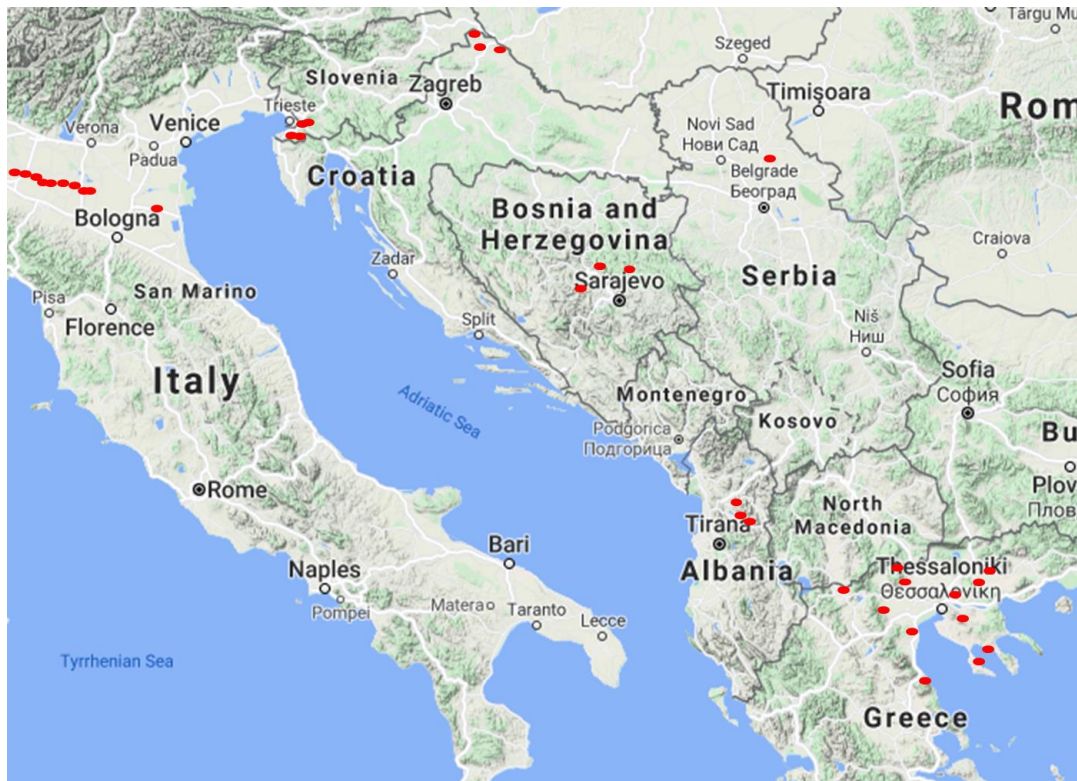 Târgu Mu
Szeged
Slovenia
Zagreb
Timișoara
Rom
Trieste
Verona
Venice
Padua
Novi Sad
Нови Сад
Croatia
Belgrade
Београд
Bologna
Bosnia and
Herzegovina
Craiova
Zadar
Sarajevo
Serbia
San Marino
Pisa
Florence
Split
Niš
Ниш
Italy
Sofia
София
Adriatic Sea
Montenegro
Kosovo
Podgorica
Подгорица
Bu
Plov
Плов
Rome
North
Macedonia
Tirana
Bari
Albania
Thessaloniki
Θεσσαλονίκη
Naples
Pompei
Matera
Taranto
Lecce
Tyrrhenian Sea
Greece